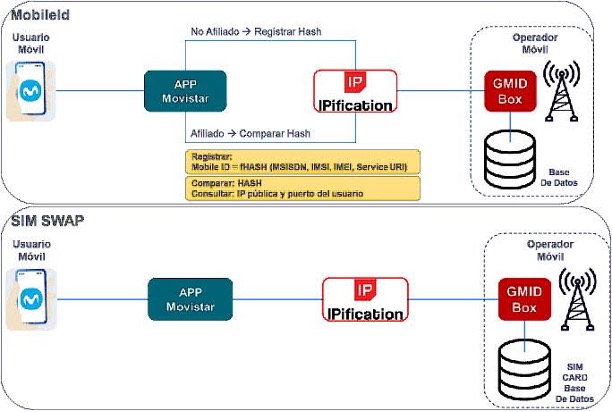 MobileId
Usuario
Móvil
No Afiliado → Registrar Hash
Operador
Móvil
APP
Movistar
IP
IPification
GMID
Box
Afiliado → Comparar Hash
Registrar:
Mobile ID = fHASH (MSISDN, IMSI, IMEI, Service URI)
Comparar: HASH
Consultar: IP pública y puerto del usuario
Base
De Datos
SIM SWAP
Usuario
Móvil
Operador
Móvil
APP
Movistar
IP
IPification
GMID
Box
SIM
CARD
Base
De Datos